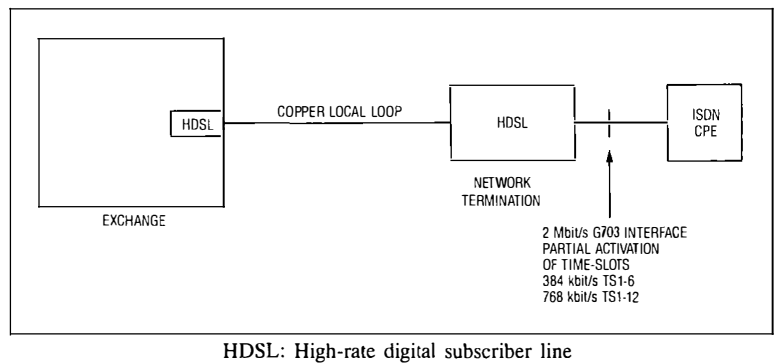 EXCHANGE
HDSL
COPPER LOCAL LOOP
HDSL
NETWORK
TERMINATION
ISDN
CPE
2 Mbit/s G703 INTERFACE
PARTIAL ACTIVATION
OF TIME-SLOTS
384 kbit/s TS1-6
768 kbit/s TS1-12
HDSL: High-rate digital subscriber line